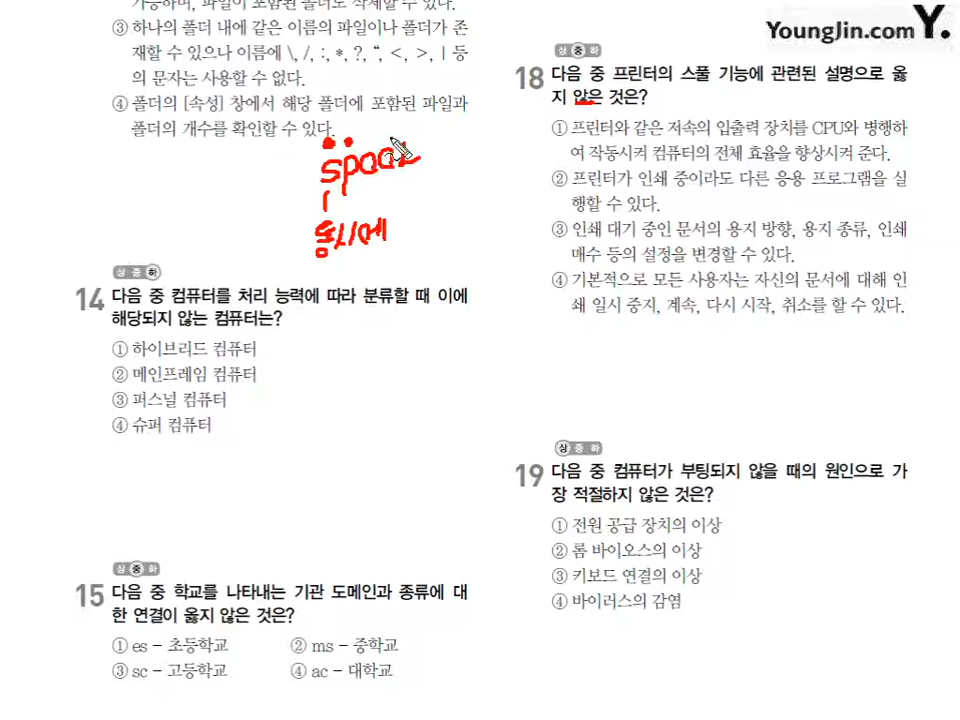 가능하며, 파일이 포함된 폴더도 삭제할 수 있다.
③ 하나의 폴더 내에 같은 이름의 파일이나 폴더가 존
재할 수 있으나 이름에 \, /, :, *, ?, “, <, >, | 등
의 문자는 사용할 수 없다.
④ 폴더의 [속성] 창에서 해당 폴더에 포함된 파일과
폴더의 개수를 확인할 수 있다.
spool
동시에
상 중 하
14 다음 중 컴퓨터를 처리 능력에 따라 분류할 때 이에
해당되지 않는 컴퓨터는?
① 하이브리드 컴퓨터
② 메인프레임 컴퓨터
③ 퍼스널 컴퓨터
④ 슈퍼 컴퓨터
상 중 하
15 다음 중 학교를 나타내는 기관 도메인과 종류에 대
한 연결이 옳지 않은 것은?
① es - 초등학교 ② ms - 중학교
③ sc - 고등학교 ④ ac - 대학교
YoungJin.com Y.
상 중 하
18 다음 중 프린터의 스풀 기능에 관련된 설명으로 옳
지 않은 것은?
① 프린터와 같은 저속의 입출력 장치를 CPU와 병행하
여 작동시켜 컴퓨터의 전체 효율을 향상시켜 준다.
② 프린터가 인쇄 중이라도 다른 응용 프로그램을 실
행할 수 있다.
③ 인쇄 대기 중인 문서의 용지 방향, 용지 종류, 인쇄
매수 등의 설정을 변경할 수 있다.
④ 기본적으로 모든 사용자는 자신의 문서에 대해 인
쇄 일시 중지, 계속, 다시 시작, 취소를 할 수 있다.
상 중 하
19 다음 중 컴퓨터가 부팅되지 않을 때의 원인으로 가
장 적절하지 않은 것은?
① 전원 공급 장치의 이상
② 롬 바이오스의 이상
③ 키보드 연결의 이상
④ 바이러스의 감염